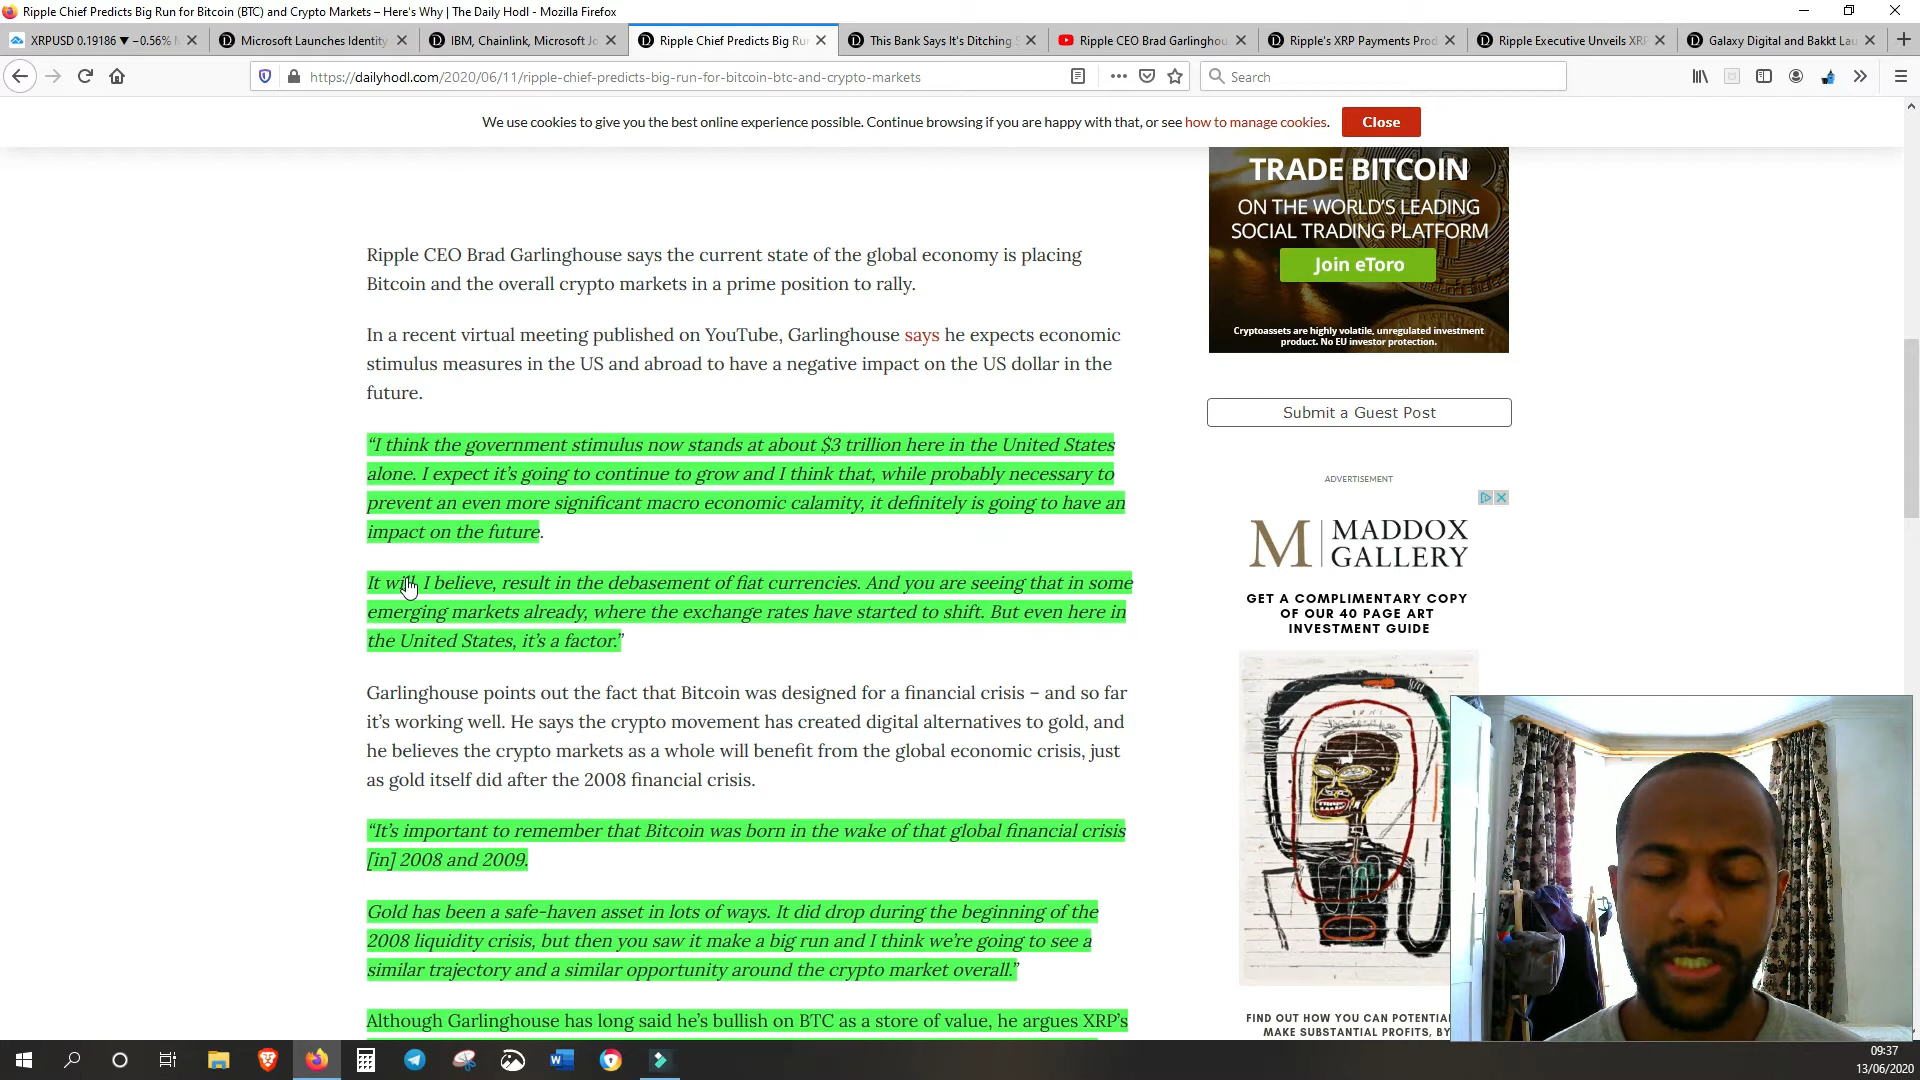 Ripple Chief Predicts Big Run for Bitcoin (BTC) and Crypto Markets – Here's Why | The Daily Hodl - Mozilla Firefox
XRPUSD 0.19186 ▼ −0.56%
Microsoft Launches Identity
IBM, Chainlink, Microsoft Jo
Ripple Chief Predicts Big Run
This Bank Says It's Ditching
Ripple CEO Brad Garlinghou
Ripple's XRP Payments Prod
Ripple Executive Unveils XRP
Galaxy Digital and Bakkt Lau
https://dailyhodl.com/2020/06/11/ripple-chief-predicts-big-run-for-bitcoin-btc-and-crypto-markets
Search
We use cookies to give you the best online experience possible. Continue browsing if you are happy with that, or see how to manage cookies.
Close
Ripple CEO Brad Garlinghouse says the current state of the global economy is placing
Bitcoin and the overall crypto markets in a prime position to rally.
In a recent virtual meeting published on YouTube, Garlinghouse says he expects economic
stimulus measures in the US and abroad to have a negative impact on the US dollar in the
future.
“I think the government stimulus now stands at about $3 trillion here in the United States
alone. I expect it’s going to continue to grow and I think that, while probably necessary to
prevent an even more significant macro economic calamity, it definitely is going to have an
impact on the future.
It will, I believe, result in the debasement of fiat currencies. And you are seeing that in some
emerging markets already, where the exchange rates have started to shift. But even here in
the United States, it’s a factor.”
Garlinghouse points out the fact that Bitcoin was designed for a financial crisis – and so far
it’s working well. He says the crypto movement has created digital alternatives to gold, and
he believes the crypto markets as a whole will benefit from the global economic crisis, just
as gold itself did after the 2008 financial crisis.
“It’s important to remember that Bitcoin was born in the wake of that global financial crisis
[in] 2008 and 2009.
Gold has been a safe-haven asset in lots of ways. It did drop during the beginning of the
2008 liquidity crisis, but then you saw it make a big run and I think we’re going to see a
similar trajectory and a similar opportunity around the crypto market overall.”
Although Garlinghouse has long said he’s bullish on BTC as a store of value, he argues XRP’s
TRADE BITCOIN
ON THE WORLD'S LEADING
SOCIAL TRADING PLATFORM
Join eToro
Cryptoassets are highly volatile, unregulated investment
product. No EU investor protection.
Submit a Guest Post
ADVERTISEMENT
M | MADDOX
GALLERY
GET A COMPLIMENTARY COPY
OF OUR 40 PAGE ART
INVESTMENT GUIDE
FIND OUT HOW YOU CAN POTENTIA
MAKE SUBSTANTIAL PROFITS, BY
09:37
13/06/2020